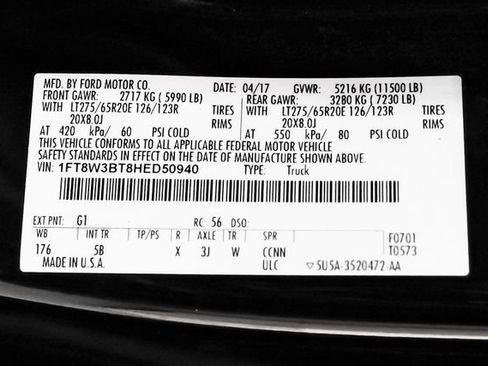 MFD. BY FORD MOTOR CO. DATE: 04/17 GVWR: 5216 KG (11500 LB)
FRONT GAWR: 2717 KG (5990 LB) REAR GAWR: 3280 KG (7230 LB)
WITH LT275/65R20E 126/123R TIRES WITH LT275/65R20E 126/123R TIRES
20X8.0J RIMS 20X8.0J RIMS
AT 420 kPa/ 60 PSI COLD AT 550 kPa/ 80 PSI COLD
THIS VEHICLE CONFORMS TO ALL APPLICABLE FEDERAL MOTOR VEHICLE
SAFETY STANDARDS IN EFFECT ON THE DATE OF MANUFACTURE SHOWN ABOVE.
VIN: 1FT8W3BT8HED50940 TYPE: Truck
EXT PNT: G1 RC: 56 DSO:
WB INT TR TP/PS R AXLE TR SPR F0701
176 5B X 3J W CCNN T0573
MADE IN U.S.A. ULC ▽5U5A-3520472-AA